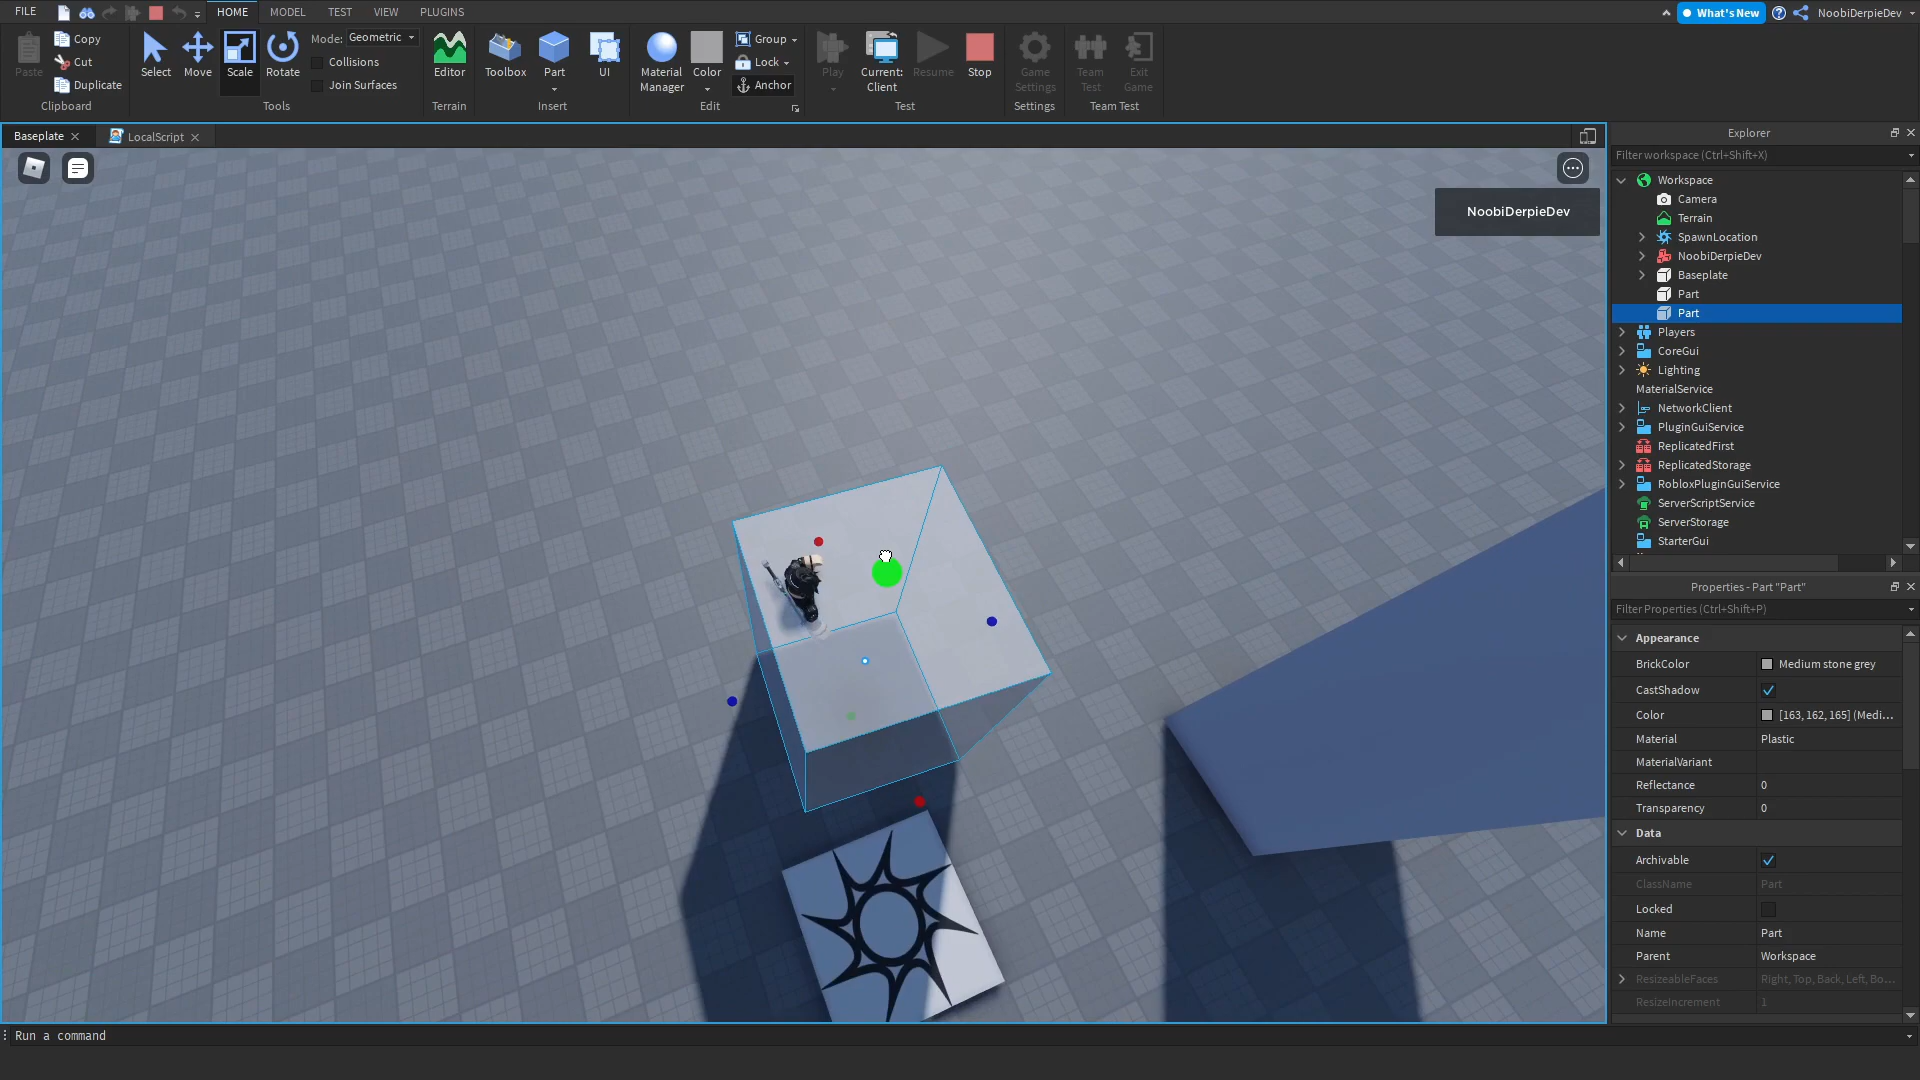 FILE HOME MODEL TEST VIEW PLUGINS What's New NoobiDerpieDev
Copy
Cut
Duplicate
Paste
Clipboard
Select Move Scale Rotate
Mode: Geometric
Collisions
Join Surfaces
Tools
Editor
Terrain
Toolbox Part UI
Insert
Material
Manager
Color
Group
Lock
Anchor
Edit
Play
Current:
Client
Resume Stop
Test
Game
Settings
Settings
Team
Test
Exit
Game
Team Test
Baseplate LocalScript
NoobiDerpieDev
Explorer
Filter workspace (Ctrl+Shift+X)
Workspace
Camera
Terrain
SpawnLocation
NoobiDerpieDev
Baseplate
Part
Part
Players
CoreGui
Lighting
MaterialService
NetworkClient
PluginGuiService
ReplicatedFirst
ReplicatedStorage
RobloxPluginGuiService
ServerScriptService
ServerStorage
StarterGui
Properties - Part "Part"
Filter Properties (Ctrl+Shift+P)
Appearance
BrickColor Medium stone grey
CastShadow
Color [163, 162, 165] (Medi...
Material Plastic
MaterialVariant
Reflectance 0
Transparency 0
Data
Archivable
ClassName Part
Locked
Name Part
Parent Workspace
ResizeableFaces Right, Top, Back, Left, Bo...
ResizeIncrement 1
Run a command